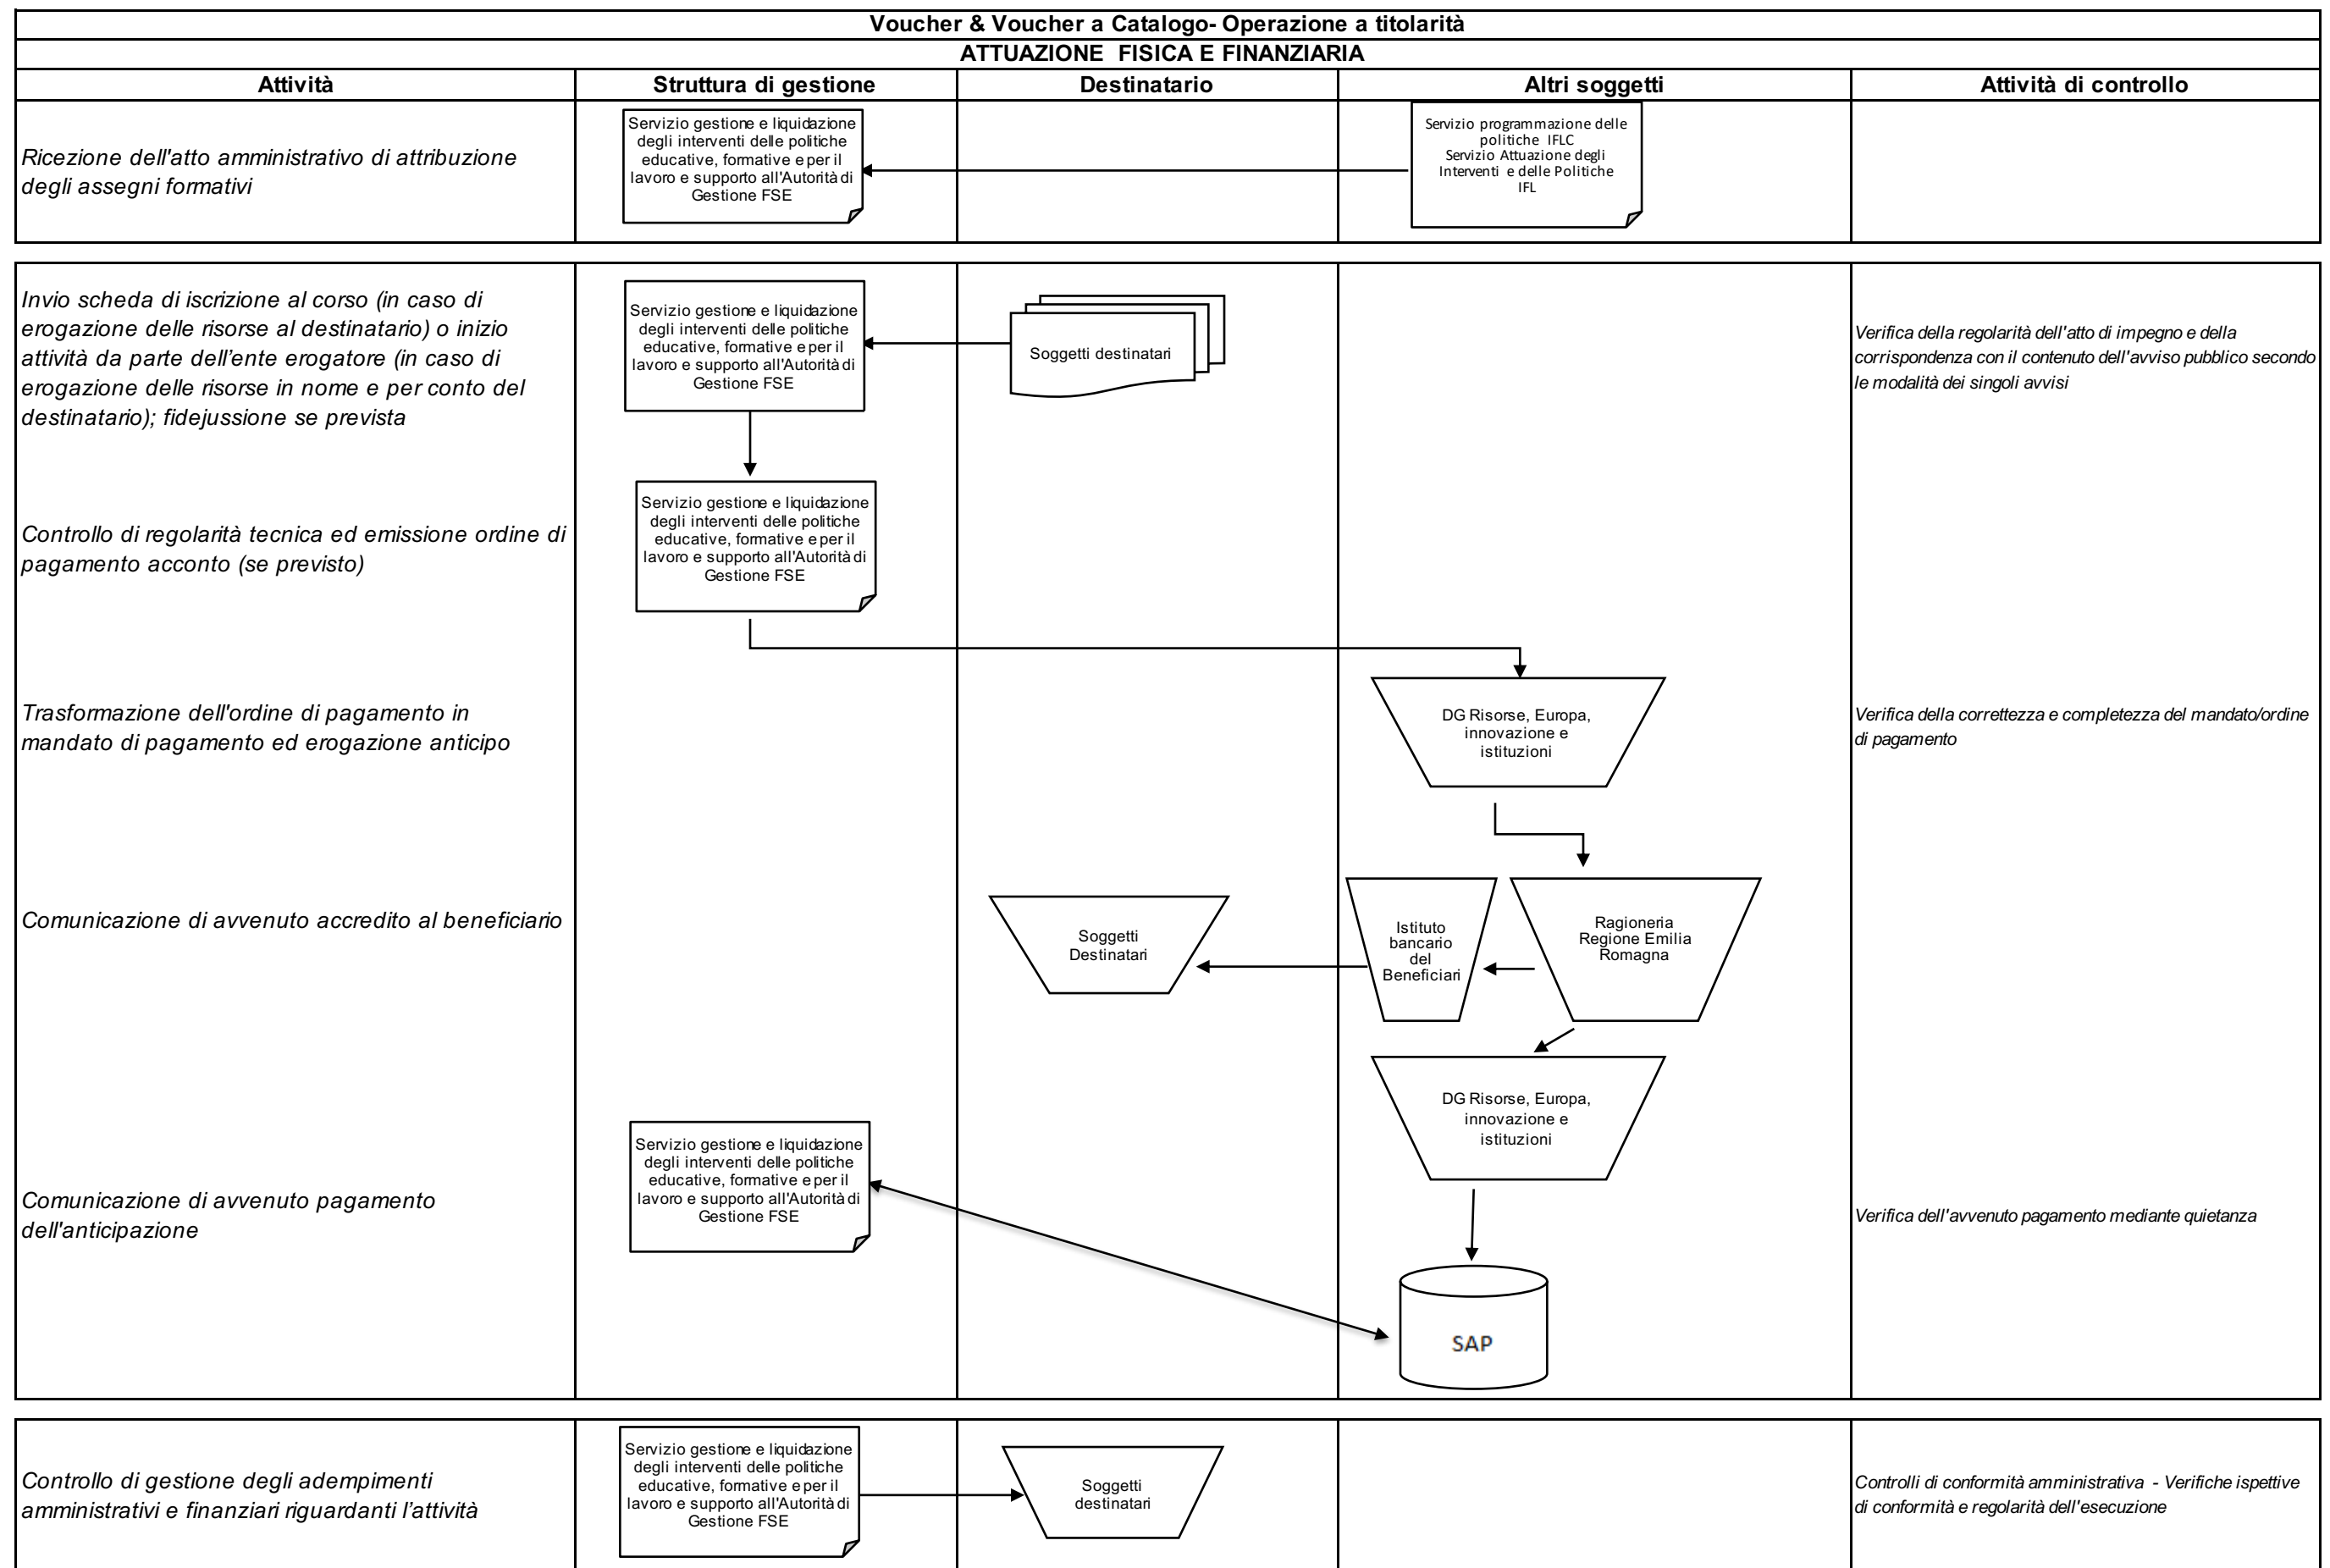 Voucher & Voucher a Catalogo- Operazione a titolarità
ATTUAZIONE FISICA E FINANZIARIA
Attività
Struttura di gestione
Destinatario
Altri soggetti
Attività di controllo
Ricezione dell'atto amministrativo di attribuzione
degli assegni formativi
Servizio gestione e liquidazione
degli interventi delle politiche
educative, formative e per il
lavoro e supporto all'Autorità di
Gestione FSE
Servizio programmazione delle
politiche IFLC
Servizio Attuazione degli
Interventi e delle Politiche
IFL
Invio scheda di iscrizione al corso (in caso di
erogazione delle risorse al destinatario) o inizio
attività da parte dell'ente erogatore (in caso di
erogazione delle risorse in nome e per conto del
destinatario); fidejussione se prevista
Servizio gestione e liquidazione
degli interventi delle politiche
educative, formative e per il
lavoro e supporto all'Autorità di
Gestione FSE
Soggetti destinatari
Verifica della regolarità dell'atto di impegno e della
corrispondenza con il contenuto dell'avviso pubblico secondo
le modalità dei singoli avvisi
Controllo di regolarità tecnica ed emissione ordine di
pagamento acconto (se previsto)
Servizio gestione e liquidazione
degli interventi delle politiche
educative, formative e per il
lavoro e supporto all'Autorità di
Gestione FSE
Trasformazione dell'ordine di pagamento in
mandato di pagamento ed erogazione anticipo
DG Risorse, Europa,
innovazione e
istituzioni
Verifica della correttezza e completezza del mandato/ordine
di pagamento
Comunicazione di avvenuto accredito al beneficiario
Soggetti
Destinatari
Istituto
bancario
del
Beneficiari
Ragioneria
Regione Emilia
Romagna
DG Risorse, Europa,
innovazione e
istituzioni
Comunicazione di avvenuto pagamento
dell'anticipazione
Servizio gestione e liquidazione
degli interventi delle politiche
educative, formative e per il
lavoro e supporto all'Autorità di
Gestione FSE
Verifica dell'avvenuto pagamento mediante quietanza
SAP
Controllo di gestione degli adempimenti
amministrativi e finanziari riguardanti l'attività
Servizio gestione e liquidazione
degli interventi delle politiche
educative, formative e per il
lavoro e supporto all'Autorità di
Gestione FSE
Soggetti
destinatari
Controlli di conformità amministrativa - Verifiche ispettive
di conformità e regolarità dell'esecuzione